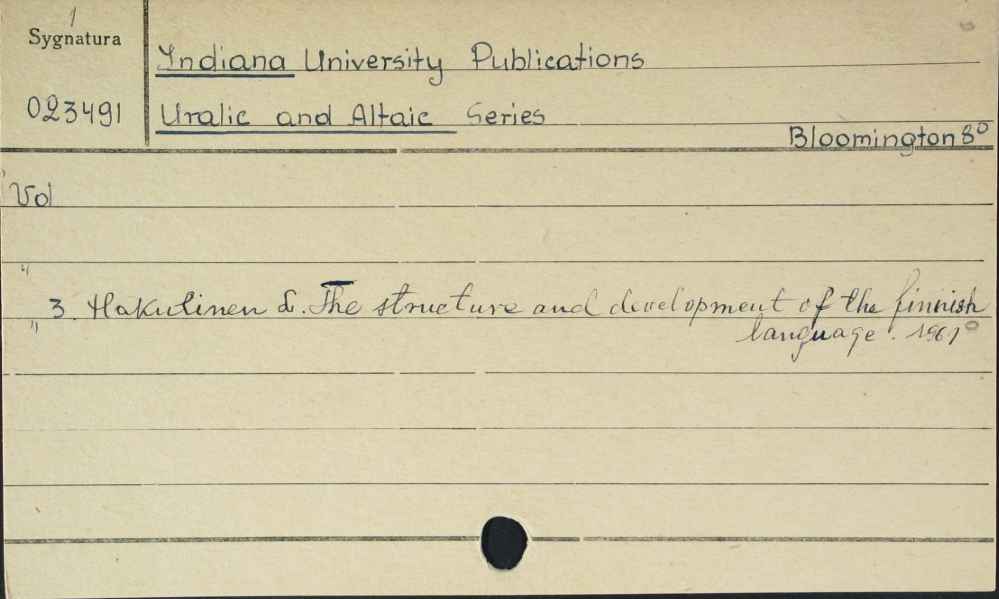 1
Sygnatura
Indiana University Publications
023491
Uralic and Altaic Series
Bloomington 8°
Vol
"
" 3. Hakulinen L. The structure and development of the finnish
language. 1961°